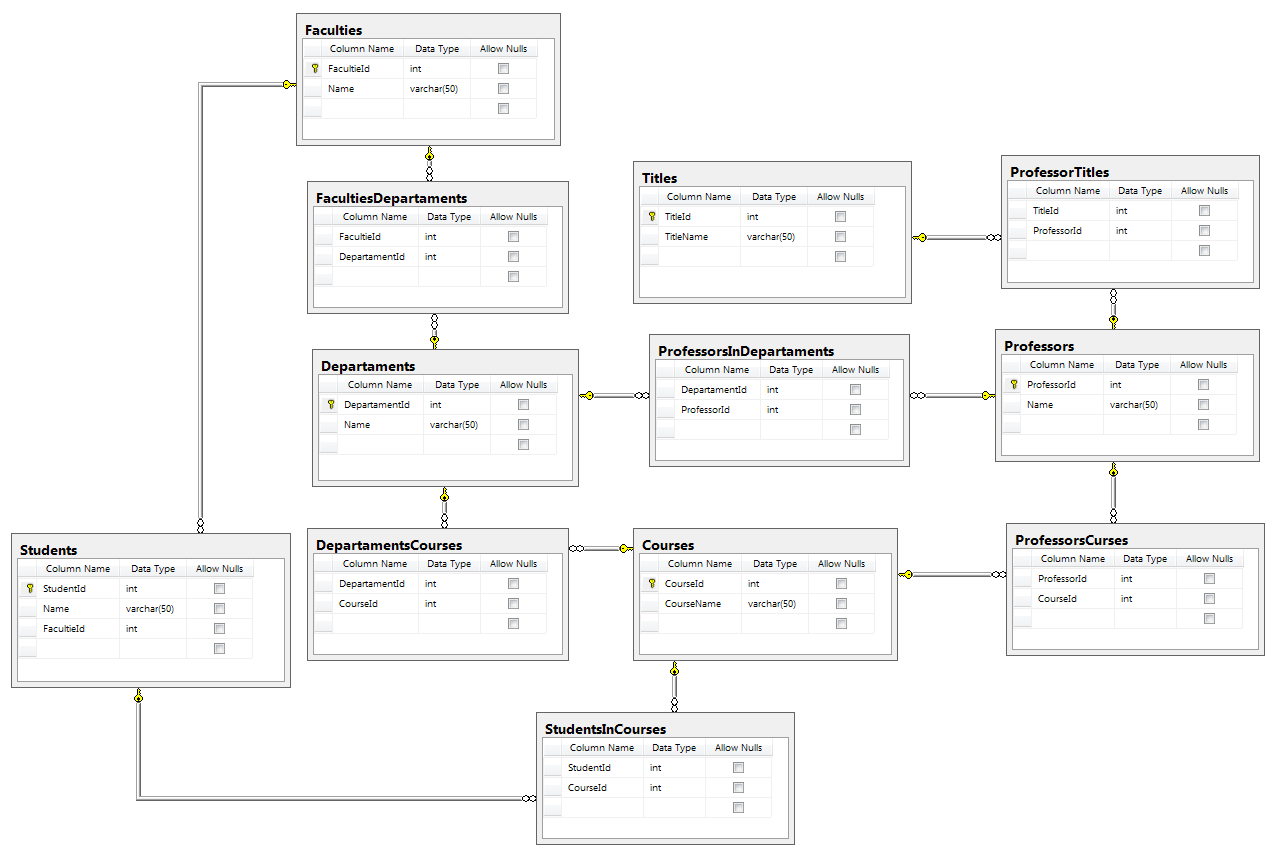 Faculties
Column Name Data Type Allow Nulls
FacultieId int
Name varchar(50)
FacultiesDepartaments
Column Name Data Type Allow Nulls
FacultieId int
DepartamentId int
Titles
Column Name Data Type Allow Nulls
TitleId int
TitleName varchar(50)
ProfessorTitles
Column Name Data Type Allow Nulls
TitleId int
ProfessorId int
Departaments
Column Name Data Type Allow Nulls
DepartamentId int
Name varchar(50)
ProfessorsInDepartaments
Column Name Data Type Allow Nulls
DepartamentId int
ProfessorId int
Professors
Column Name Data Type Allow Nulls
ProfessorId int
Name varchar(50)
Students
Column Name Data Type Allow Nulls
StudentId int
Name varchar(50)
FacultieId int
DepartamentsCourses
Column Name Data Type Allow Nulls
DepartamentId int
CourseId int
Courses
Column Name Data Type Allow Nulls
CourseId int
CourseName varchar(50)
ProfessorsCurses
Column Name Data Type Allow Nulls
ProfessorId int
CourseId int
StudentsInCourses
Column Name Data Type Allow Nulls
StudentId int
CourseId int